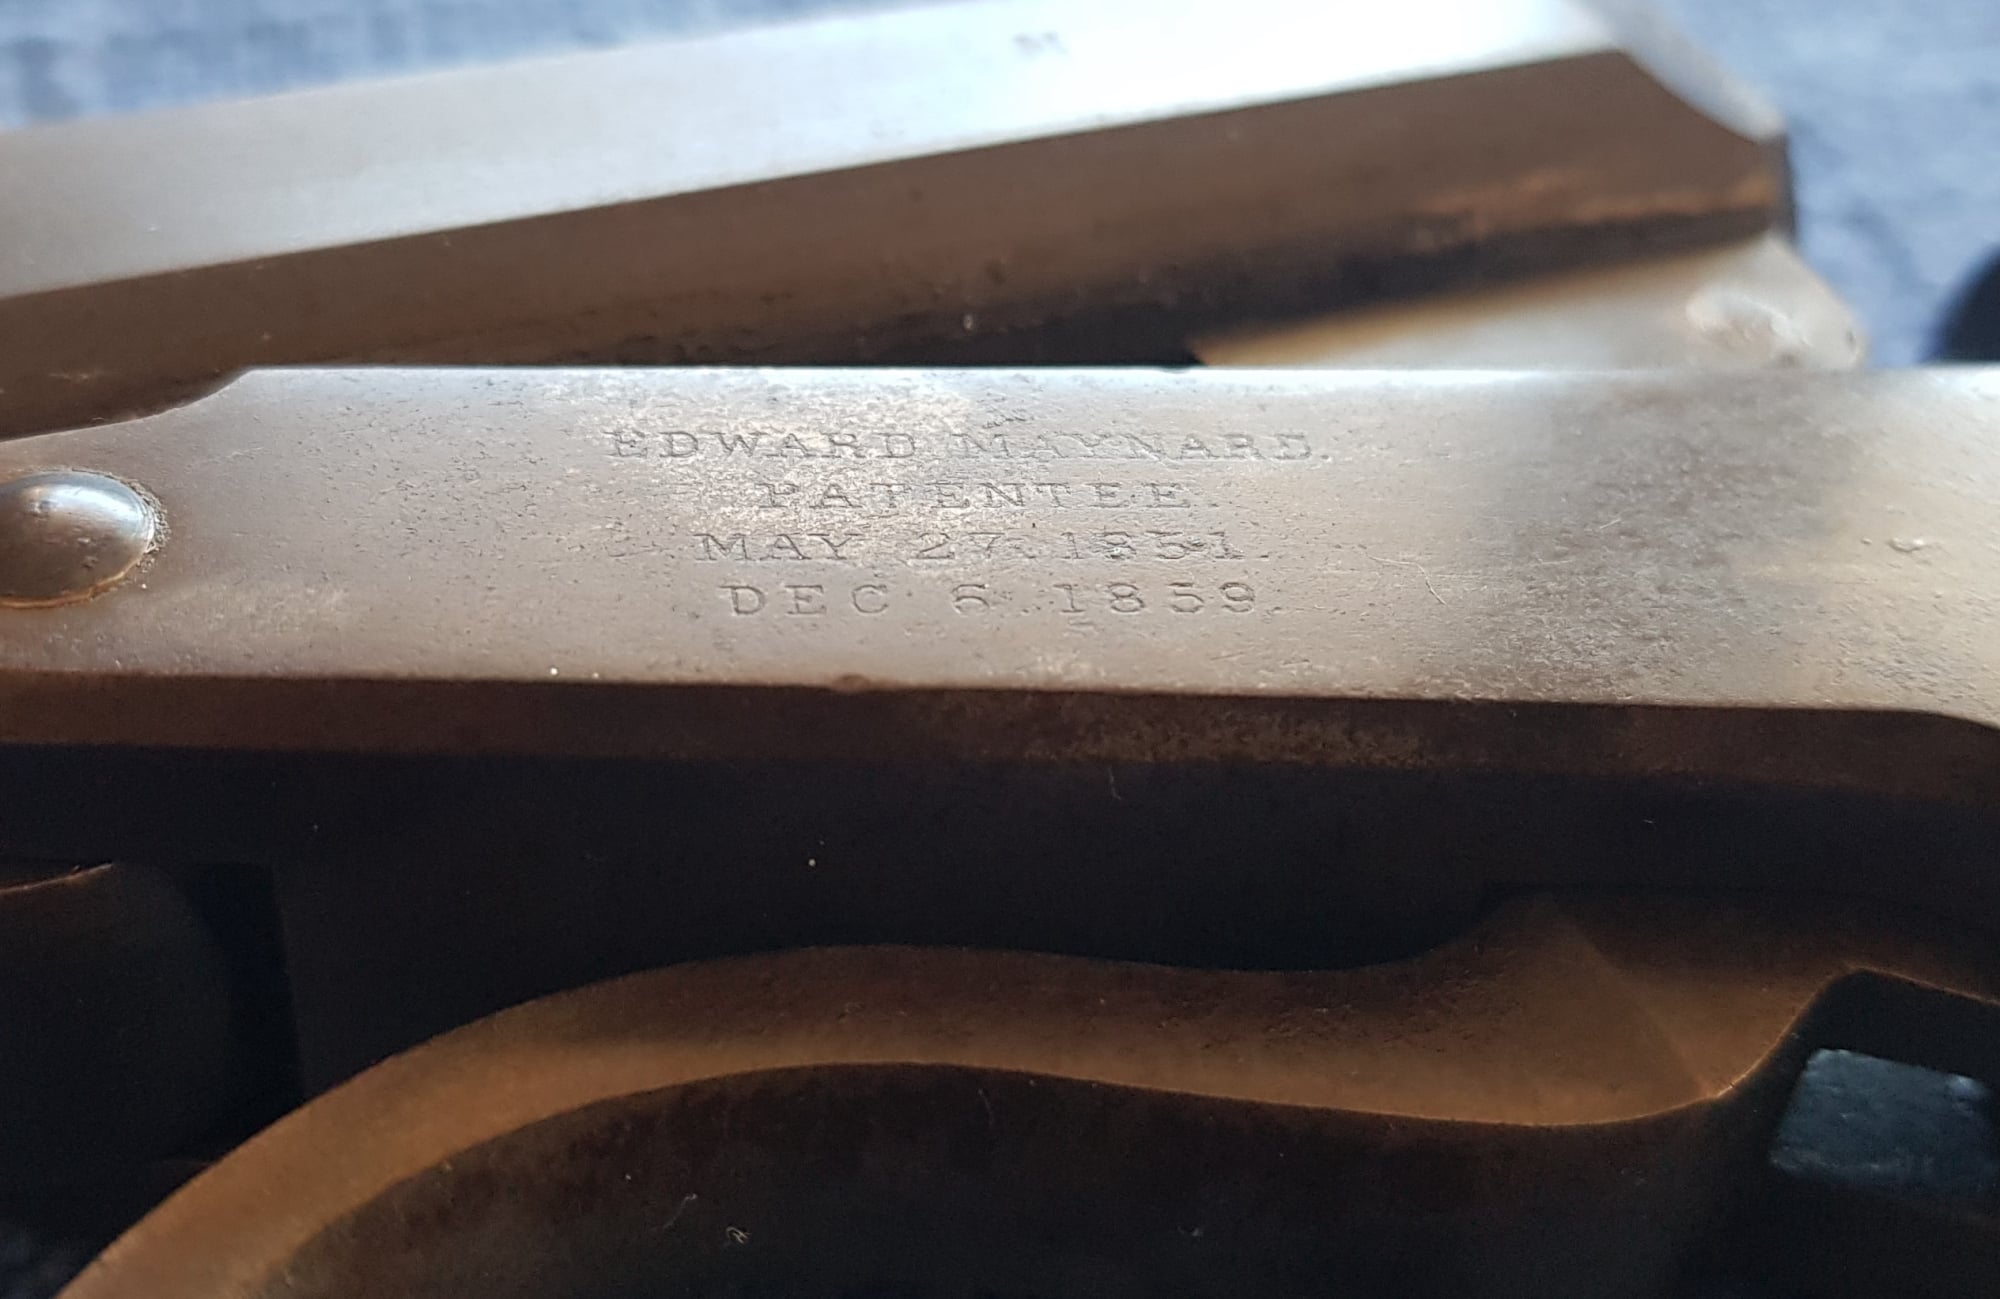 EDWARD MAYNARD.
PATENTEE.
MAY 27. 1851.
DEC. 6. 1859.